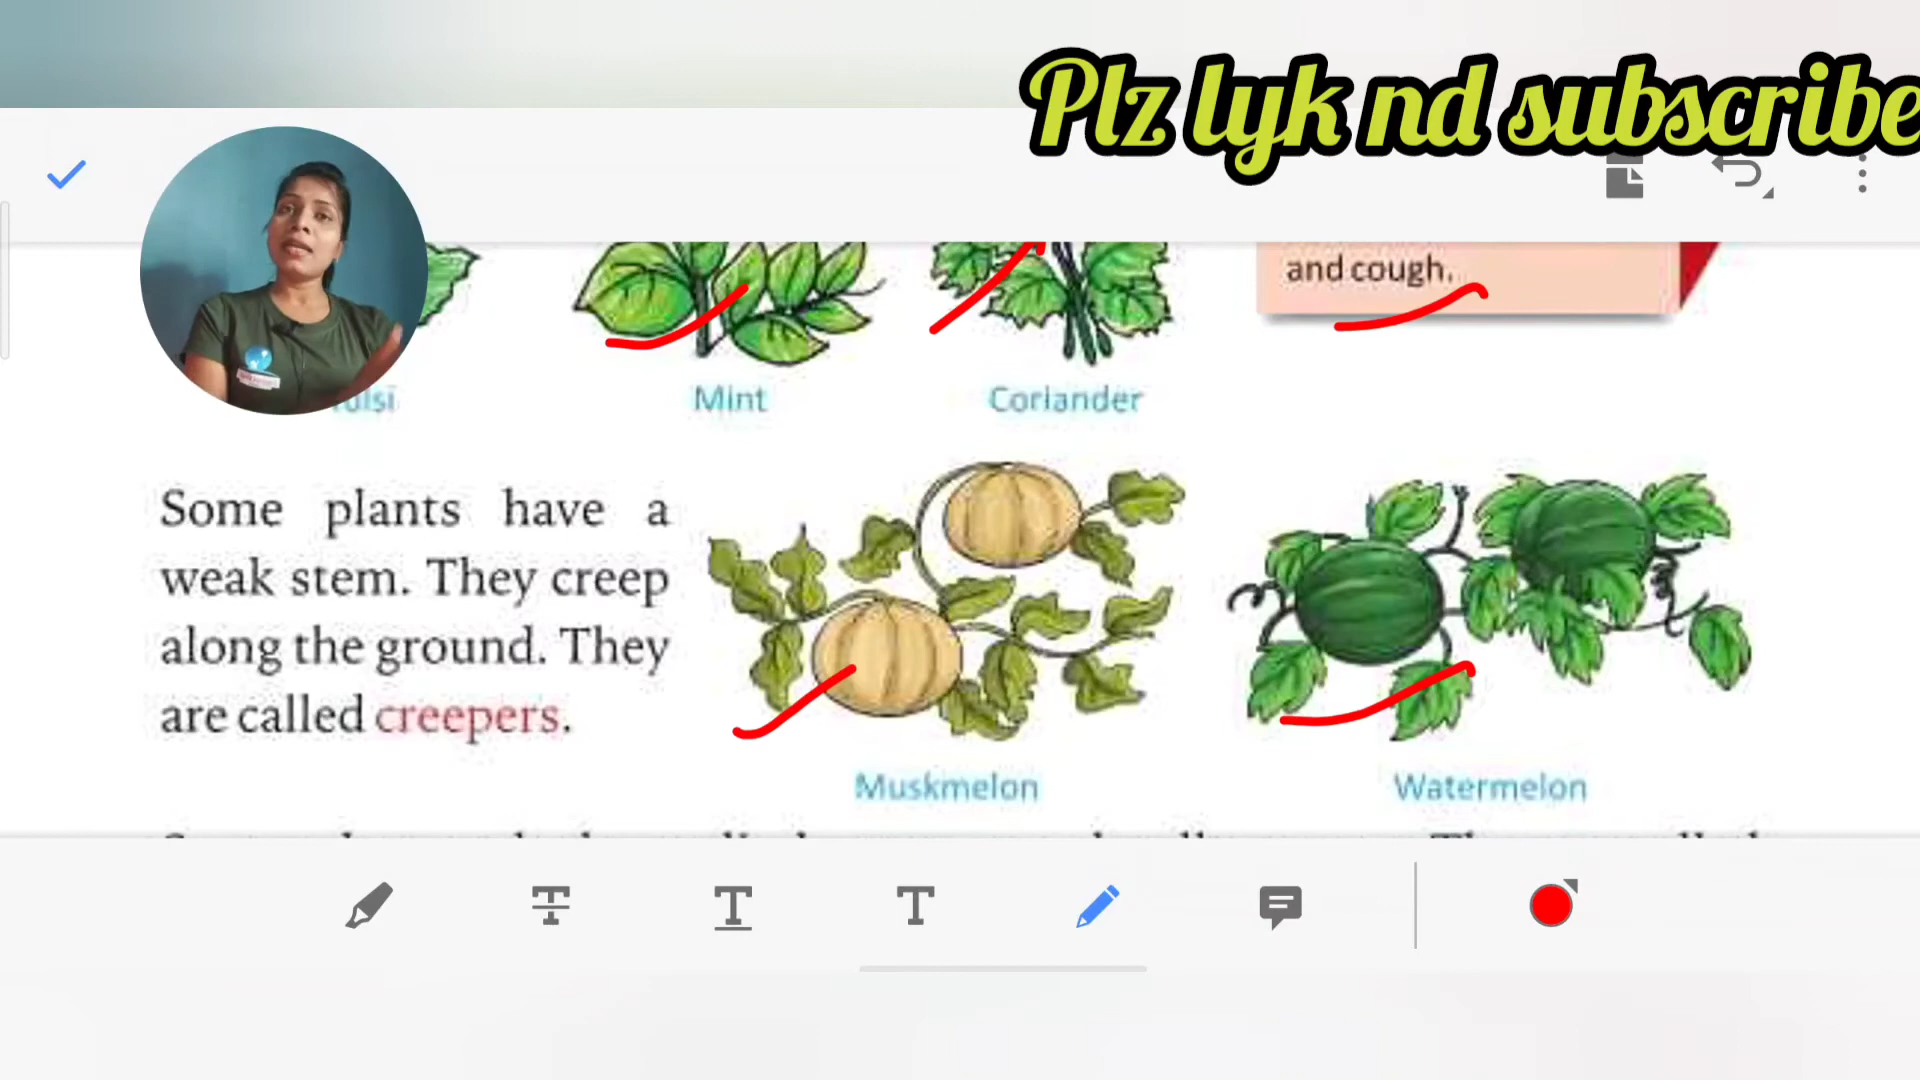 Plz lyk nd subscribe
and cough.
Mint
Coriander
Some plants have a
weak stem. They creep
along the ground. They
are called creepers.
Muskmelon
Watermelon